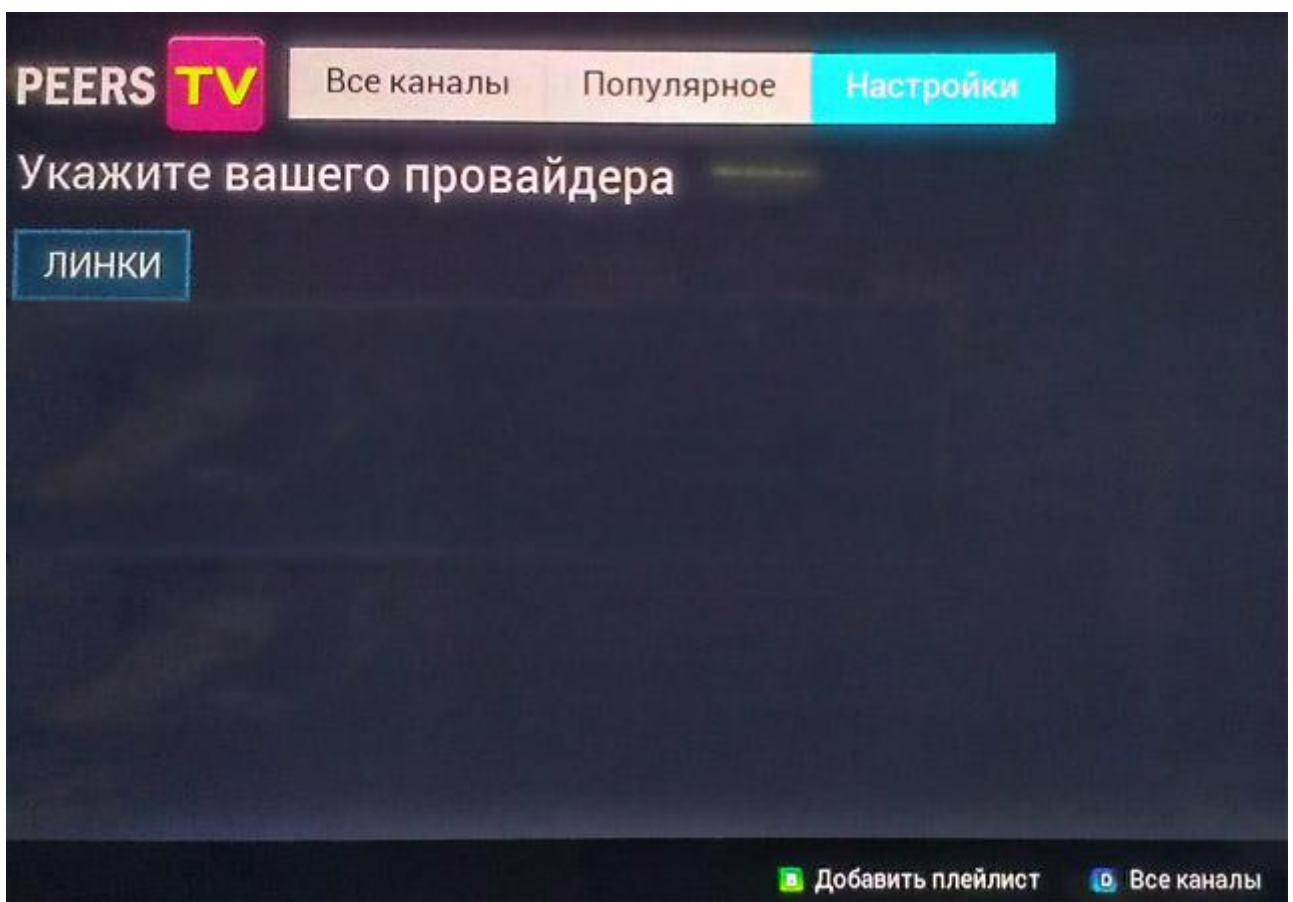 PEERS TV
Все каналы Популярное Настройки
Укажите вашего провайдера
ЛИНКИ
B Добавить плейлист D Все каналы